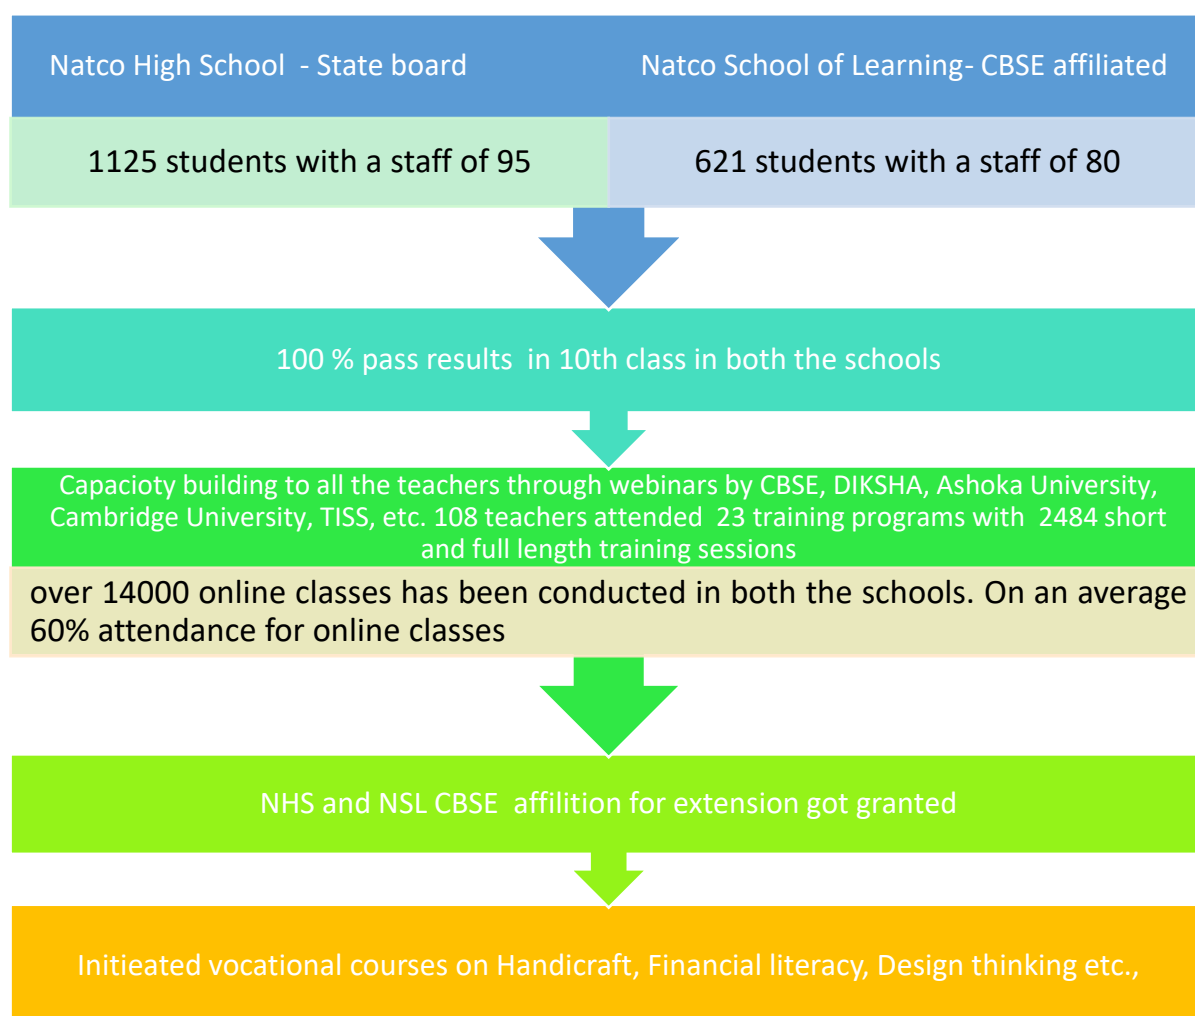 Natco High School - State board
Natco School of Learning- CBSE affiliated
1125 students with a staff of 95
621 students with a staff of 80
100 % pass results in 10th class in both the schools
Capacioty building to all the teachers through webinars by CBSE, DIKSHA, Ashoka University,
Cambridge University, TISS, etc. 108 teachers attended 23 training programs with 2484 short
and full length training sessions
over 14000 online classes has been conducted in both the schools. On an average
60% attendance for online classes
NHS and NSL CBSE affilition for extension got granted
Initieated vocational courses on Handicraft, Financial literacy, Design thinking etc.,